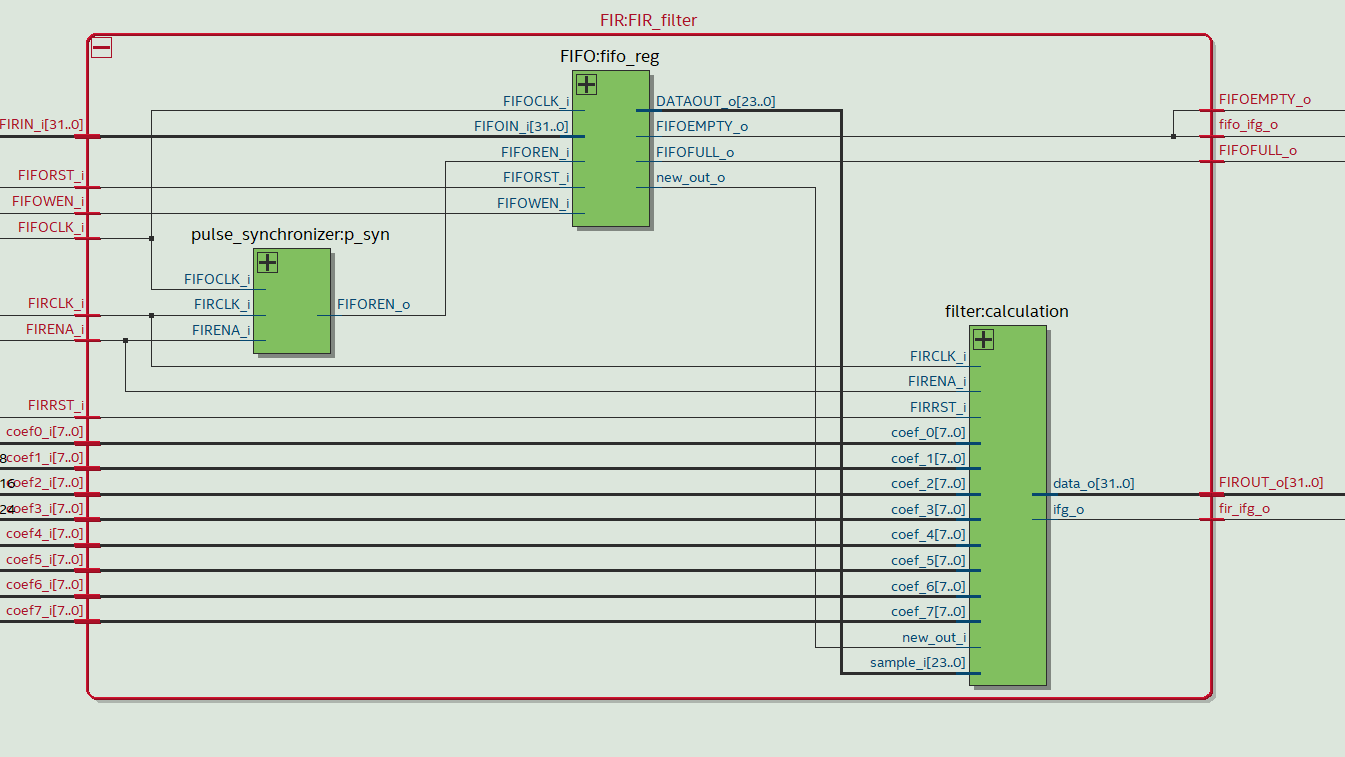 FIR:FIR_filter
FIFO:fifo_reg
FIFOCLK_i
FIFOIN_i[31..0]
FIFOREN_i
FIFORST_i
FIFOWEN_i
DATAOUT_o[23..0]
FIFOEMPTY_o
FIFOFULL_o
new_out_o
FIRIN_i[31..0]
FIFORST_i
FIFOWEN_i
FIFOCLK_i
FIRCLK_i
FIRENA_i
FIRRST_i
coef0_i[7..0]
8
coef1_i[7..0]
16
coef2_i[7..0]
24
coef3_i[7..0]
coef4_i[7..0]
coef5_i[7..0]
coef6_i[7..0]
coef7_i[7..0]
pulse_synchronizer:p_syn
FIFOCLK_i
FIRCLK_i
FIRENA_i
FIFOREN_o
filter:calculation
FIRCLK_i
FIRENA_i
FIRRST_i
coef_0[7..0]
coef_1[7..0]
coef_2[7..0]
coef_3[7..0]
coef_4[7..0]
coef_5[7..0]
coef_6[7..0]
coef_7[7..0]
new_out_i
sample_i[23..0]
data_o[31..0]
ifg_o
FIFOEMPTY_o
fifo_ifg_o
FIFOFULL_o
FIROUT_o[31..0]
fir_ifg_o